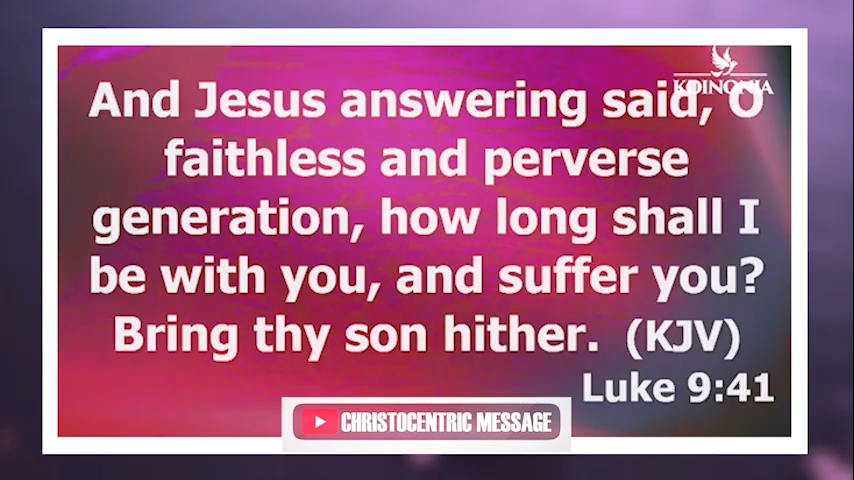 KOINONIA
And Jesus answering said, O
faithless and perverse
generation, how long shall I
be with you, and suffer you?
Bring thy son hither. (KJV)
Luke 9:41
CHRISTOCENTRIC MESSAGE